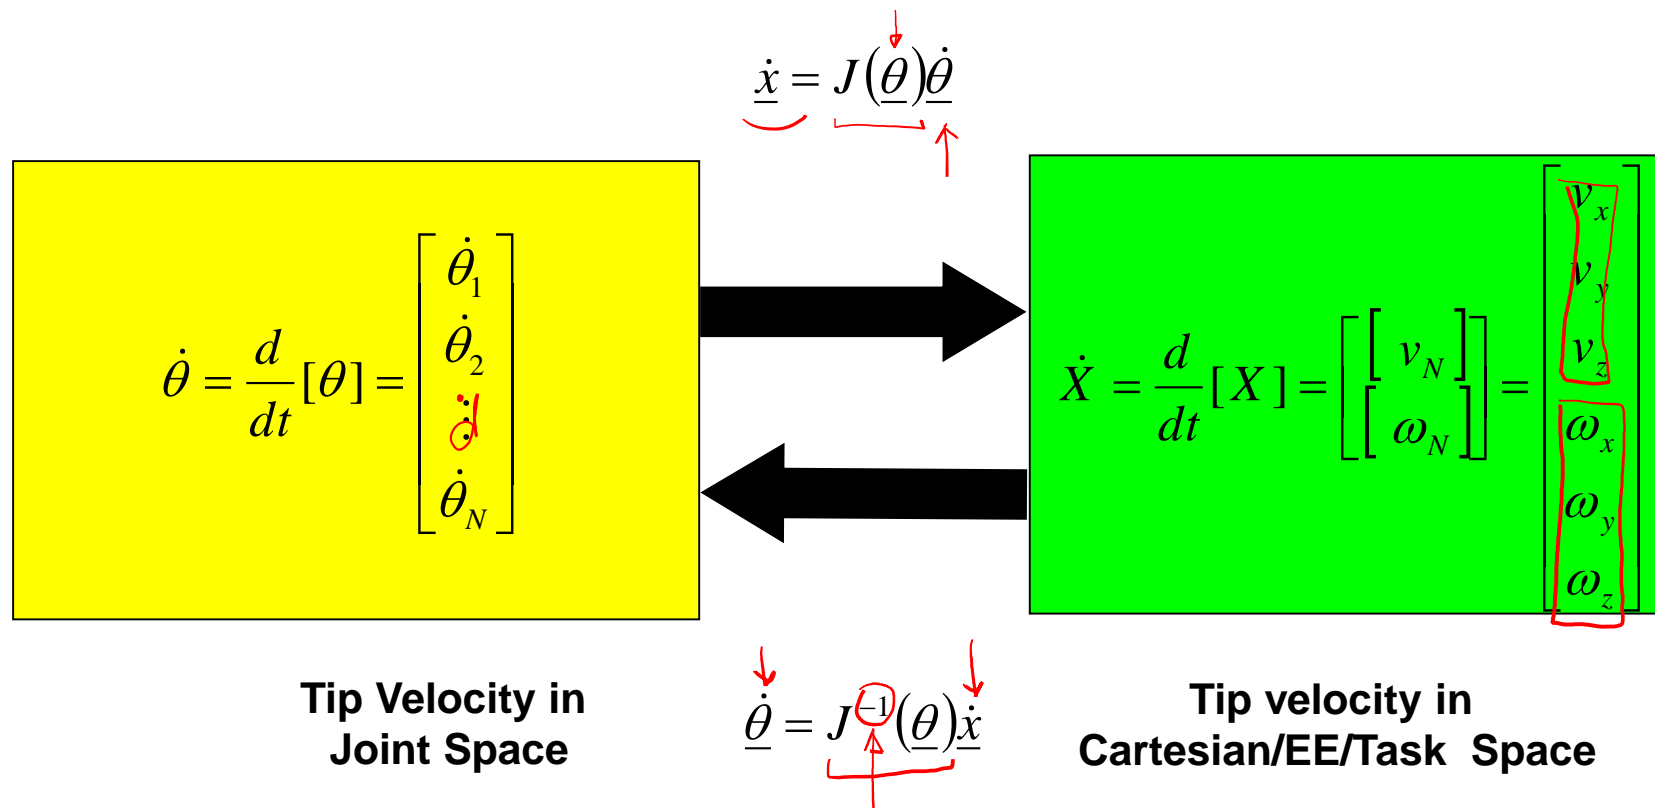 ẋ = J(θ)θ̇
θ̇ = d/dt [θ] = [θ̇₁ θ̇₂ ⋮ θ̇_N]
Ẋ = d/dt [X] = [[v_N] [ω_N]] = [v_x v_y v_z ω_x ω_y ω_z]
θ̇ = J⁻¹(θ)ẋ
Tip Velocity in
Joint Space
Tip velocity in
Cartesian/EE/Task Space